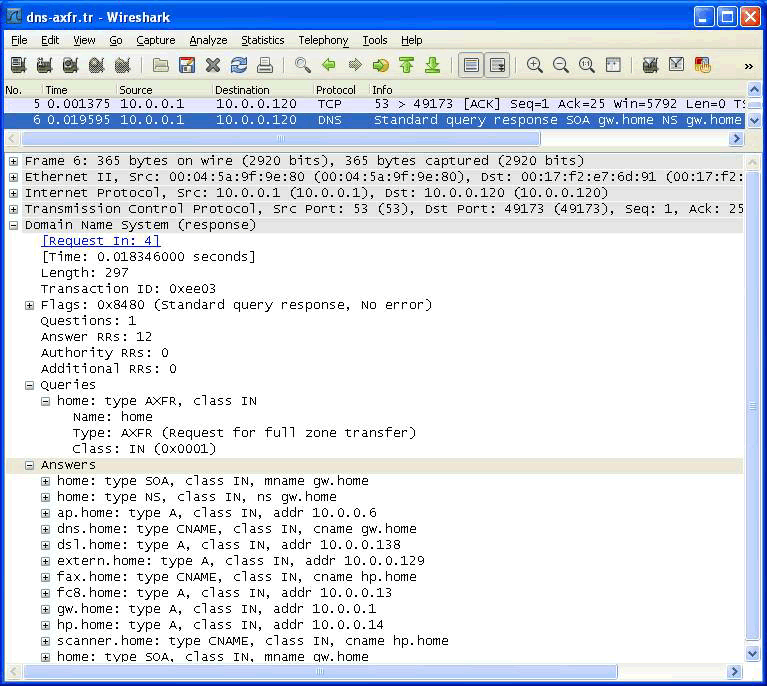 dns-axfr.tr - Wireshark
File Edit View Go Capture Analyze Statistics Telephony Tools Help
No. Time Source Destination Protocol Info
5 0.001375 10.0.0.1 10.0.0.120 TCP 53 > 49173 [ACK] Seq=1 Ack=25 Win=5792 Len=0 TS
6 0.019595 10.0.0.1 10.0.0.120 DNS Standard query response SOA gw.home NS gw.home
Frame 6: 365 bytes on wire (2920 bits), 365 bytes captured (2920 bits)
Ethernet II, Src: 00:04:5a:9f:9e:80 (00:04:5a:9f:9e:80), Dst: 00:17:f2:e7:6d:91 (00:17:f2:
Internet Protocol, Src: 10.0.0.1 (10.0.0.1), Dst: 10.0.0.120 (10.0.0.120)
Transmission Control Protocol, Src Port: 53 (53), Dst Port: 49173 (49173), Seq: 1, Ack: 25
Domain Name System (response)
[Request In: 4]
[Time: 0.018346000 seconds]
Length: 297
Transaction ID: 0xee03
Flags: 0x8480 (Standard query response, No error)
Questions: 1
Answer RRs: 12
Authority RRs: 0
Additional RRs: 0
Queries
home: type AXFR, class IN
Name: home
Type: AXFR (Request for full zone transfer)
Class: IN (0x0001)
Answers
home: type SOA, class IN, mname gw.home
home: type NS, class IN, ns gw.home
ap.home: type A, class IN, addr 10.0.0.6
dns.home: type CNAME, class IN, cname gw.home
dsl.home: type A, class IN, addr 10.0.0.138
extern.home: type A, class IN, addr 10.0.0.129
fax.home: type CNAME, class IN, cname hp.home
fc8.home: type A, class IN, addr 10.0.0.13
gw.home: type A, class IN, addr 10.0.0.1
hp.home: type A, class IN, addr 10.0.0.14
scanner.home: type CNAME, class IN, cname hp.home
home: type SOA, class IN, mname gw.home